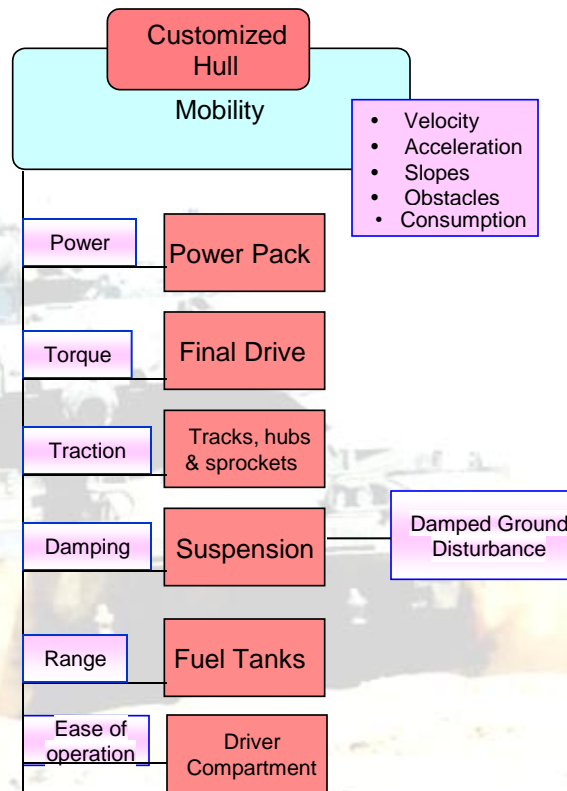 Customized
Hull
Mobility
• Velocity
• Acceleration
• Slopes
• Obstacles
• Consumption
Power
Power Pack
Torque
Final Drive
Traction
Tracks, hubs
& sprockets
Damping
Suspension
Damped Ground
Disturbance
Range
Fuel Tanks
Ease of
operation
Driver
Compartment